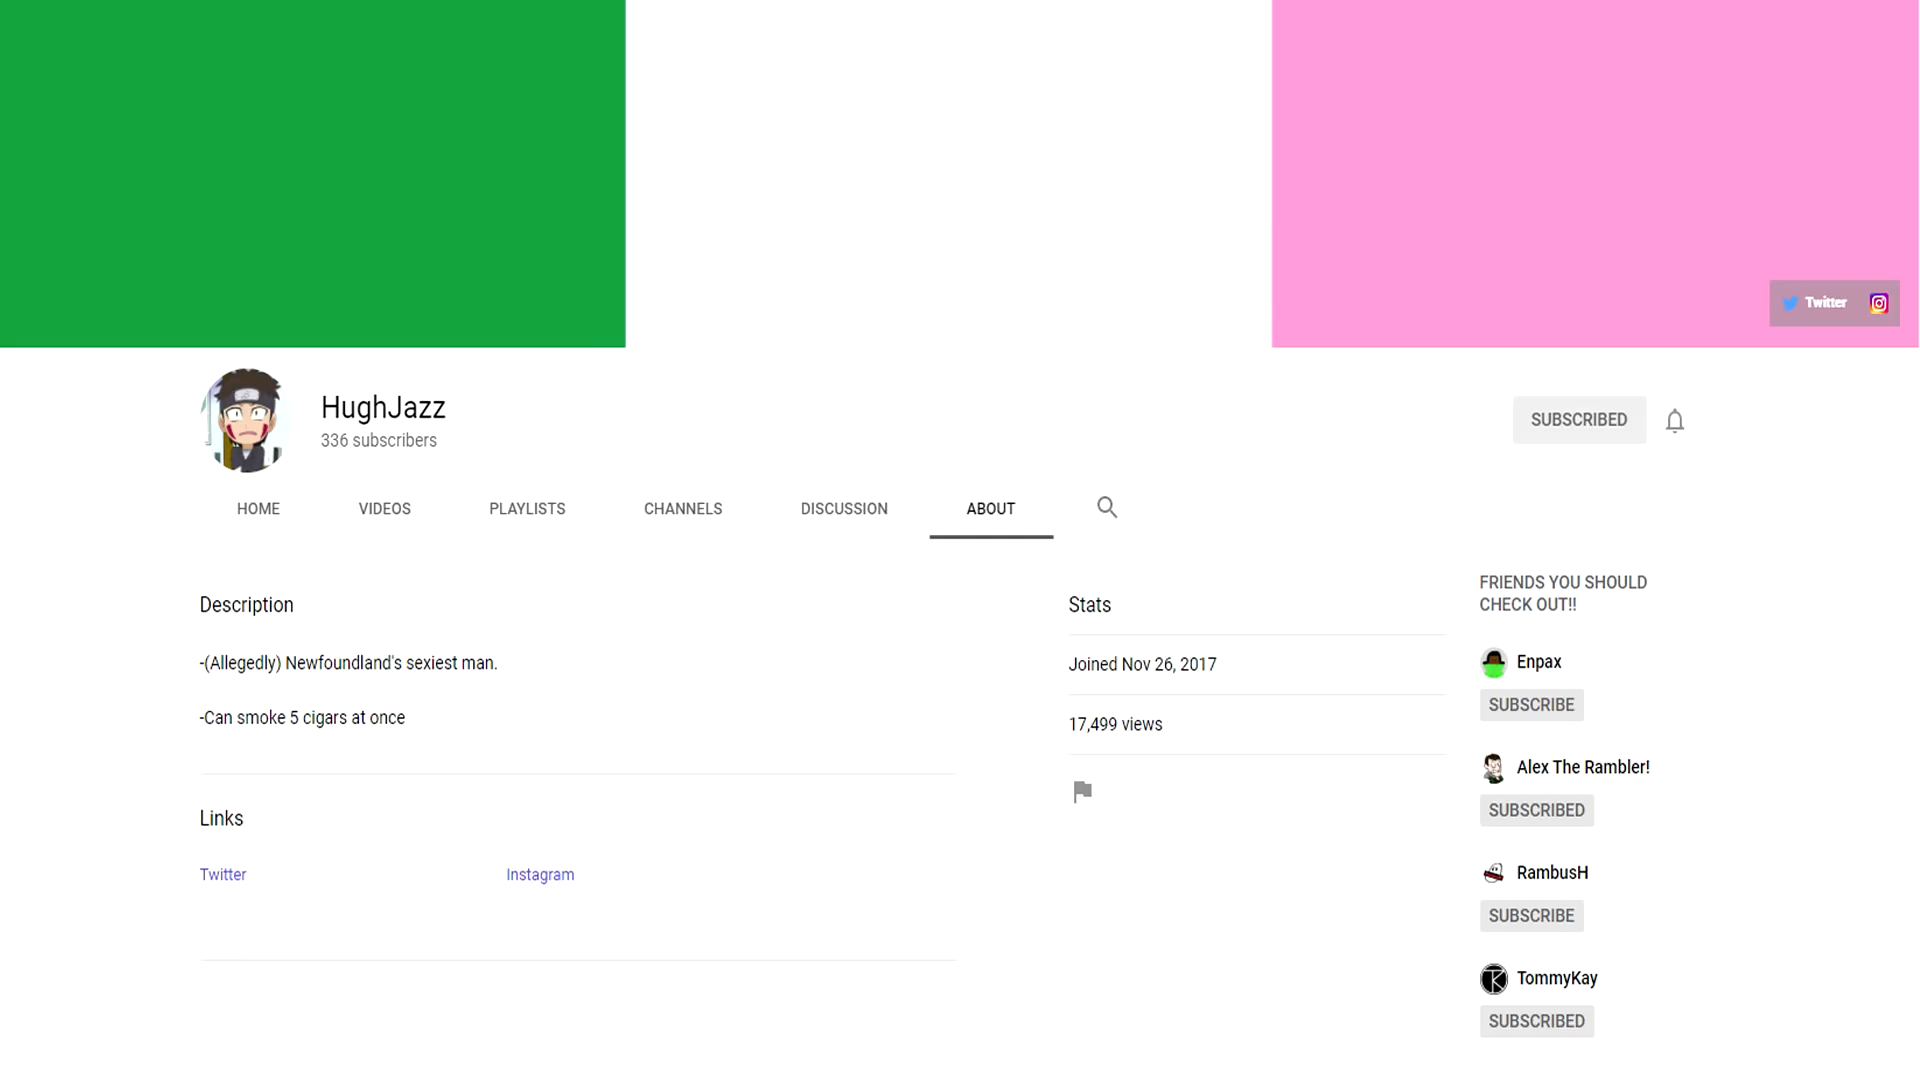 Twitter
HughJazz
336 subscribers
SUBSCRIBED
HOME VIDEOS PLAYLISTS CHANNELS DISCUSSION ABOUT
Description
-(Allegedly) Newfoundland's sexiest man.
-Can smoke 5 cigars at once
Links
Twitter Instagram
Stats
Joined Nov 26, 2017
17,499 views
FRIENDS YOU SHOULD
CHECK OUT!!
Enpax
SUBSCRIBE
Alex The Rambler!
SUBSCRIBED
RambusH
SUBSCRIBE
TommyKay
SUBSCRIBED